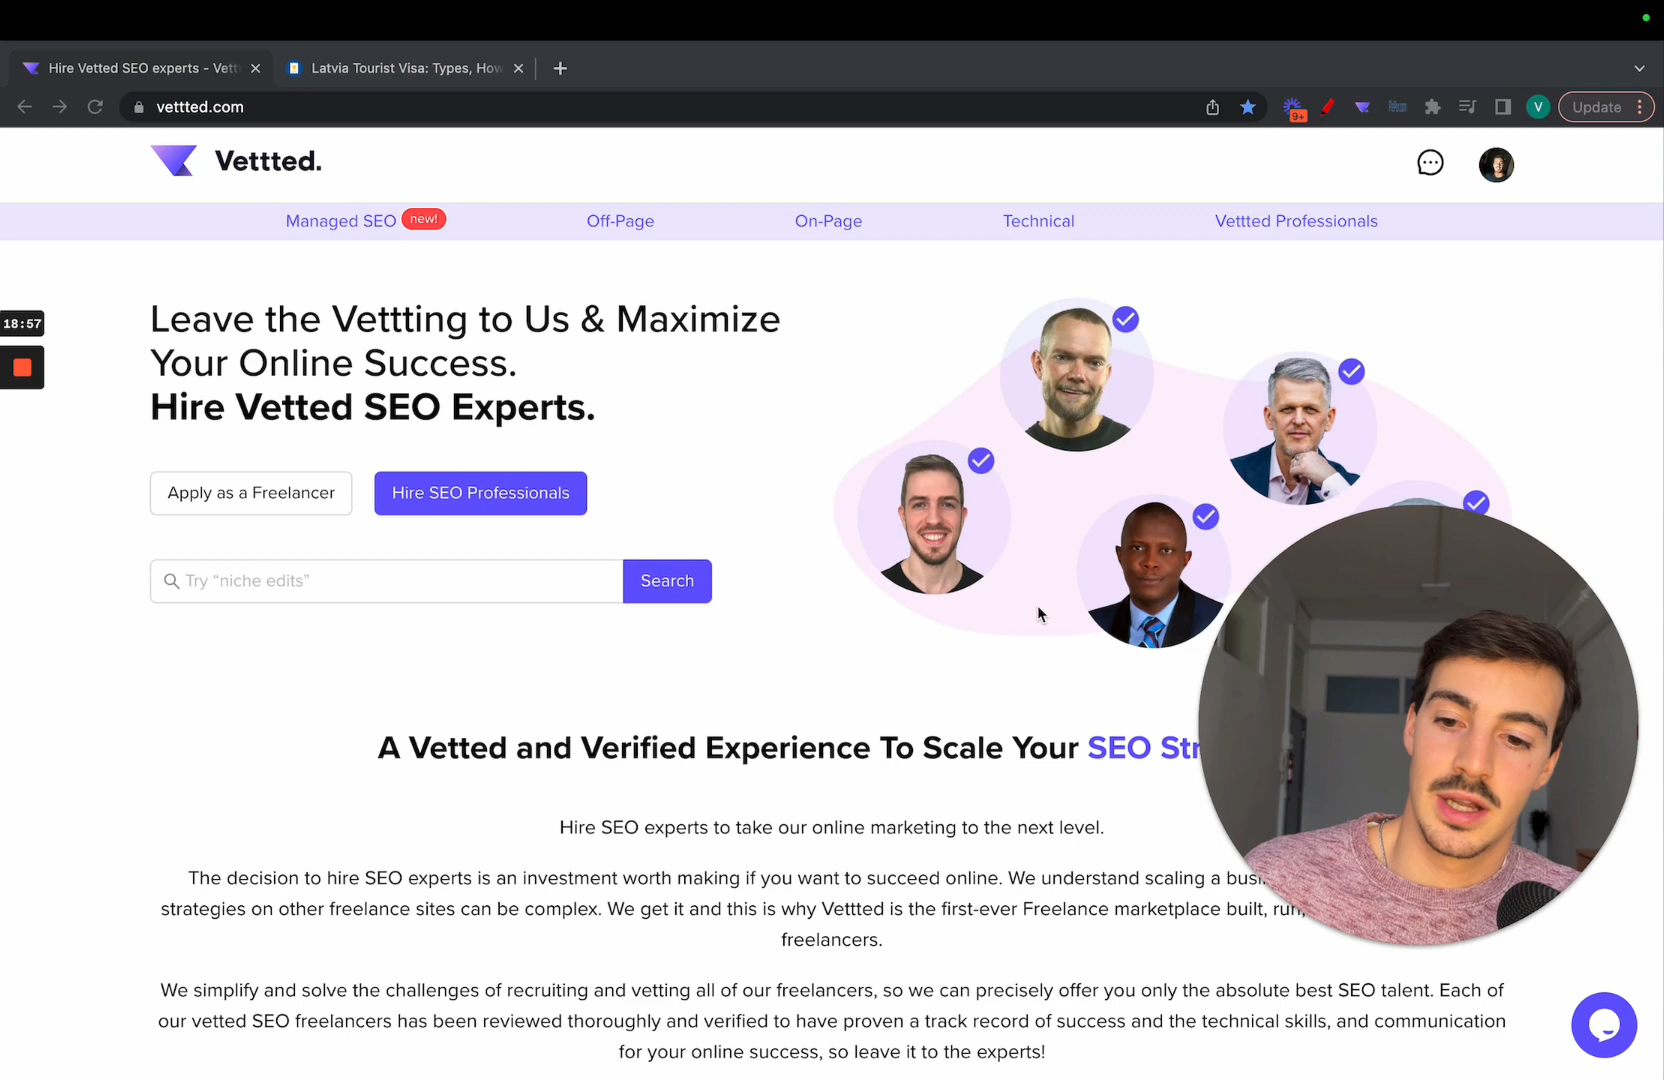 Hire Vetted SEO experts - Vett
Latvia Tourist Visa: Types, How
vettted.com
9+
V
Update
Vettted.
Managed SEO new!
Off-Page
On-Page
Technical
Vettted Professionals
18:57
Leave the Vettting to Us & Maximize
Your Online Success.
Hire Vetted SEO Experts.
Apply as a Freelancer
Hire SEO Professionals
Try “niche edits”
Search
A Vetted and Verified Experience To Scale Your SEO Str
Hire SEO experts to take our online marketing to the next level.
The decision to hire SEO experts is an investment worth making if you want to succeed online. We understand scaling a busi
strategies on other freelance sites can be complex. We get it and this is why Vettted is the first-ever Freelance marketplace built, run,
freelancers.
We simplify and solve the challenges of recruiting and vetting all of our freelancers, so we can precisely offer you only the absolute best SEO talent. Each of
our vetted SEO freelancers has been reviewed thoroughly and verified to have proven a track record of success and the technical skills, and communication
for your online success, so leave it to the experts!